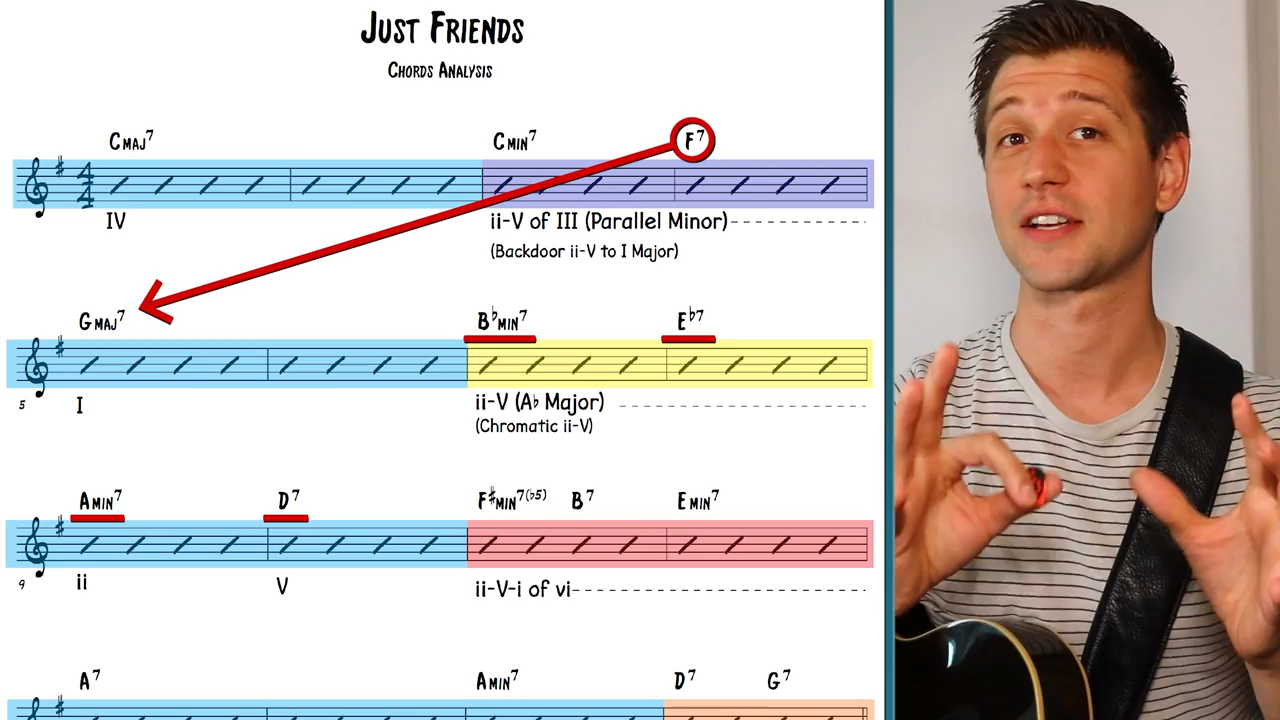 Just Friends
Chords Analysis
Cmaj7 Cmin7 F7
4
4
IV ii-V of III (Parallel Minor)
(Backdoor ii-V to I Major)
Gmaj7 B♭min7 E♭7
5 I ii-V (A♭ Major)
(Chromatic ii-V)
Amin7 D7 F♯min7(♭5) B7 Emin7
9 ii V ii-V-i of vi
A7 Amin7 D7 G7